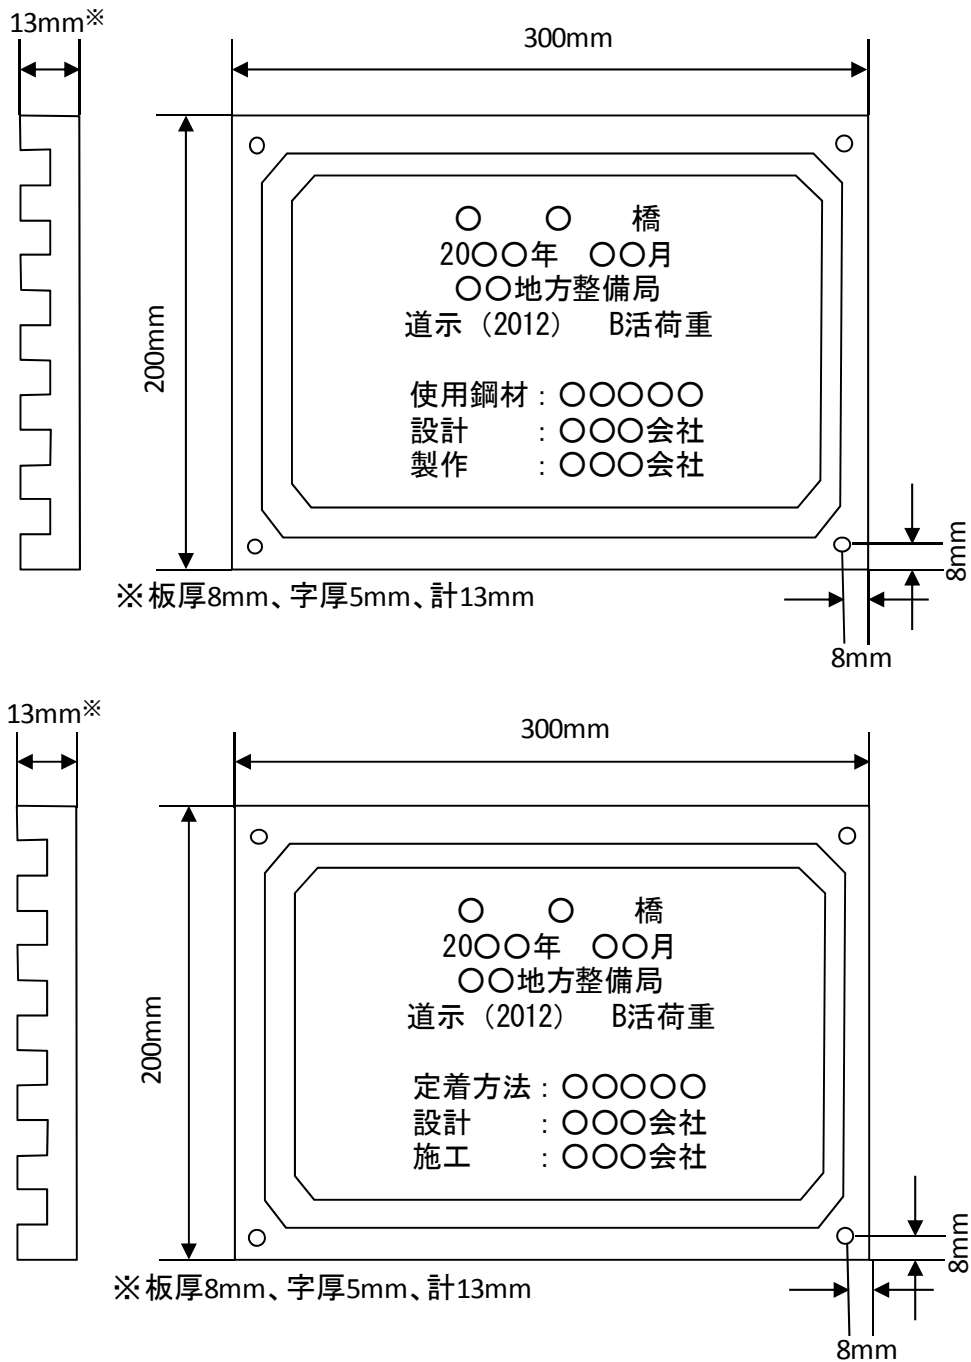 13mm※
300mm
200mm
○　○　橋
20○○年　○○月
○○地方整備局
道示（2012）　B活荷重
使用鋼材：○○○○○
設計　　：○○○会社
製作　　：○○○会社
8mm
8mm
※板厚8mm、字厚5mm、計13mm
13mm※
300mm
200mm
○　○　橋
20○○年　○○月
○○地方整備局
道示（2012）　B活荷重
定着方法：○○○○○
設計　　：○○○会社
施工　　：○○○会社
8mm
8mm
※板厚8mm、字厚5mm、計13mm